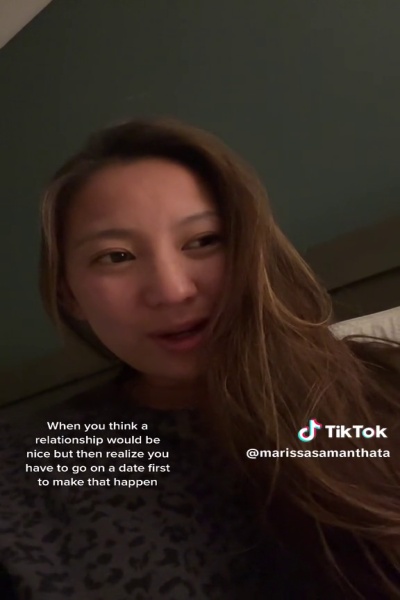 When you think a
relationship would be
nice but then realize you
have to go on a date first
to make that happen
TikTok
@marissasamanthata